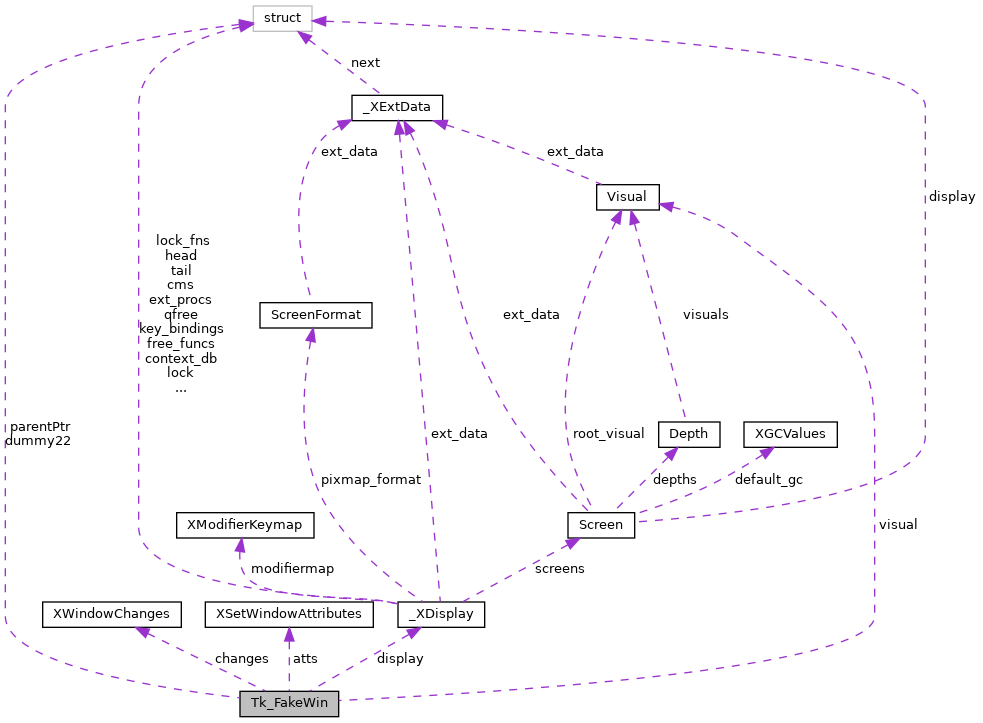 struct
next
_XExtData
ext_data
ext_data
Visual
display
lock_fns
head
tail
cms
ext_procs
qfree
key_bindings
free_funcs
context_db
lock
...
ScreenFormat
ext_data
visuals
parentPtr
dummy22
ext_data
root_visual
Depth
XGCValues
pixmap_format
depths
default_gc
XModifierKeymap
Screen
visual
modifiermap
screens
XWindowChanges
XSetWindowAttributes
_XDisplay
changes
atts
display
Tk_FakeWin